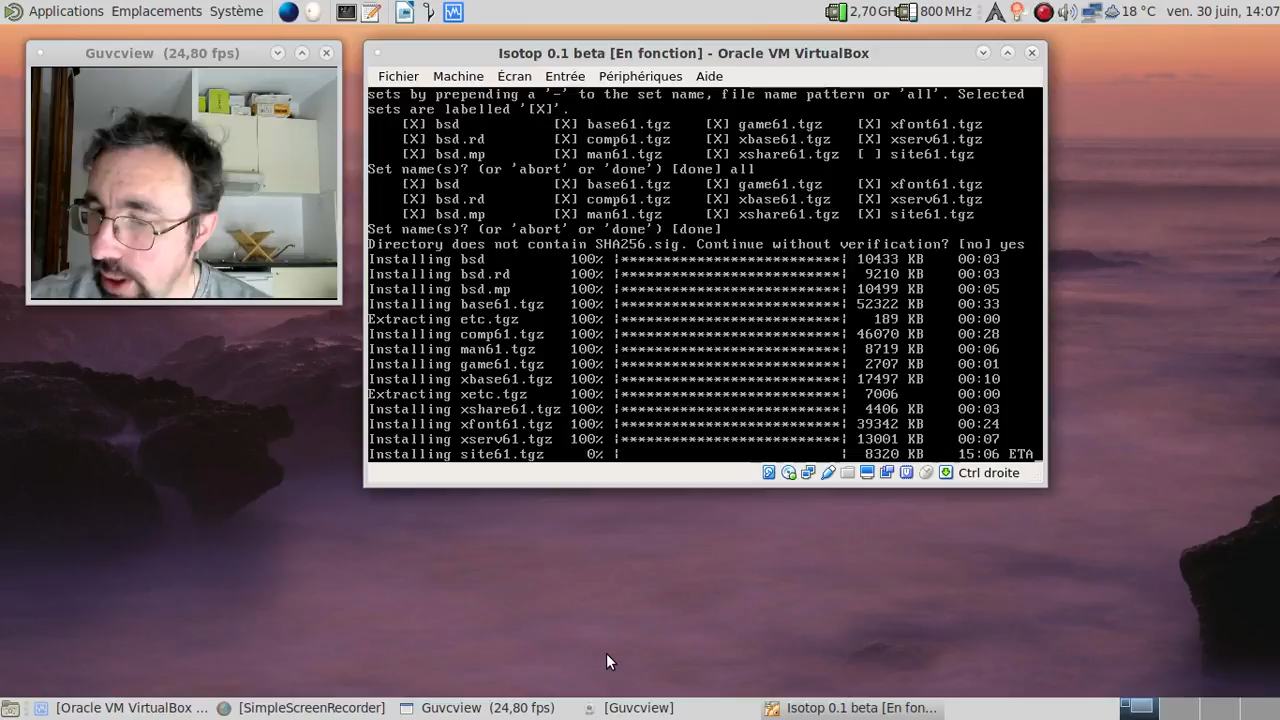 Applications Emplacements Système
2,70 GH 800 MHz 18 °C ven. 30 juin, 14:07
Guvcview (24,80 fps)
Isotop 0.1 beta [En fonction] - Oracle VM VirtualBox
Fichier Machine Écran Entrée Périphériques Aide
sets by prepending a '-' to the set name, file name pattern or 'all'. Selected
sets are labelled '[X]'.
[X] bsd [X] base61.tgz [X] game61.tgz [X] xfont61.tgz
[X] bsd.rd [X] comp61.tgz [X] xbase61.tgz [X] xserv61.tgz
[X] bsd.mp [X] man61.tgz [X] xshare61.tgz [ ] site61.tgz
Set name(s)? (or 'abort' or 'done') [done] all
[X] bsd [X] base61.tgz [X] game61.tgz [X] xfont61.tgz
[X] bsd.rd [X] comp61.tgz [X] xbase61.tgz [X] xserv61.tgz
[X] bsd.mp [X] man61.tgz [X] xshare61.tgz [X] site61.tgz
Set name(s)? (or 'abort' or 'done') [done]
Directory does not contain SHA256.sig. Continue without verification? [no] yes
Installing bsd 100% |**************************| 10433 KB 00:03
Installing bsd.rd 100% |**************************| 9210 KB 00:03
Installing bsd.mp 100% |**************************| 10499 KB 00:05
Installing base61.tgz 100% |**************************| 52322 KB 00:33
Extracting etc.tgz 100% |**************************| 189 KB 00:00
Installing comp61.tgz 100% |**************************| 46070 KB 00:28
Installing man61.tgz 100% |**************************| 8719 KB 00:06
Installing game61.tgz 100% |**************************| 2707 KB 00:01
Installing xbase61.tgz 100% |**************************| 17497 KB 00:10
Extracting xetc.tgz 100% |**************************| 7006 00:00
Installing xshare61.tgz 100% |**************************| 4406 KB 00:03
Installing xfont61.tgz 100% |**************************| 39342 KB 00:24
Installing xserv61.tgz 100% |**************************| 13001 KB 00:07
Installing site61.tgz 0% | | 8320 KB 15:06 ETA
Ctrl droite
[Oracle VM VirtualBox ... [SimpleScreenRecorder] Guvcview (24,80 fps) [Guvcview] Isotop 0.1 beta [En fon...